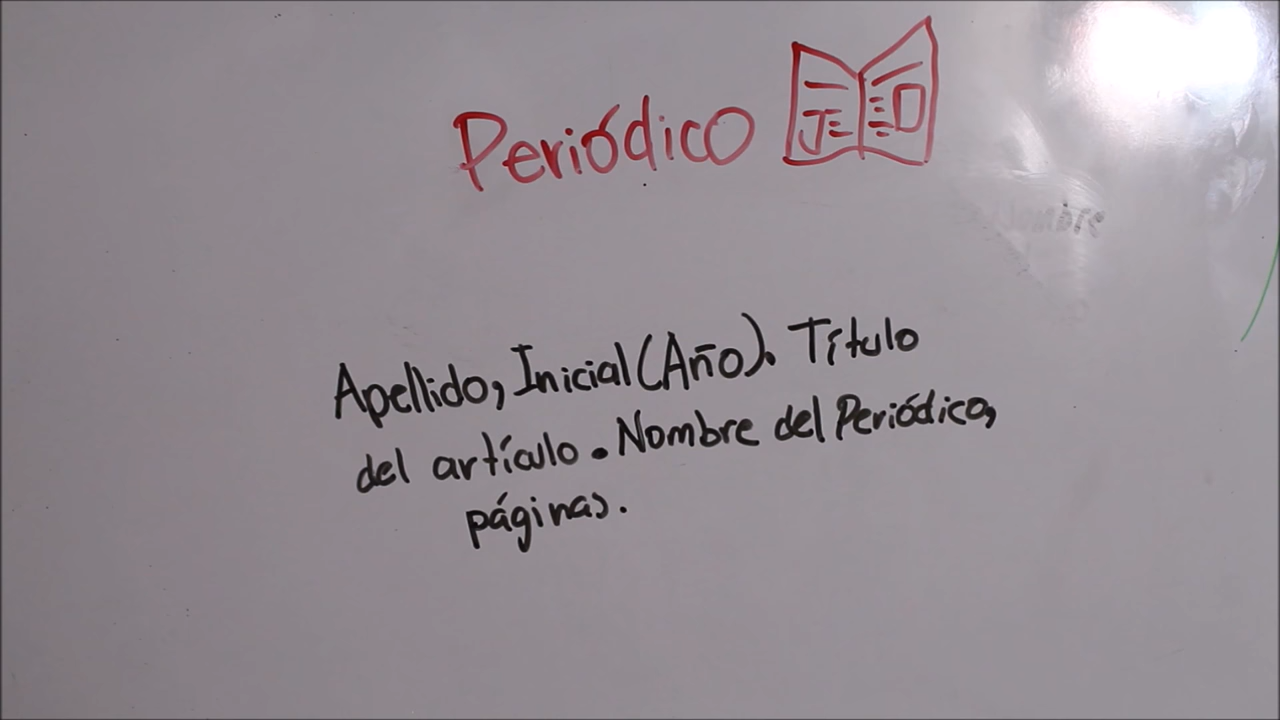 Periódico
Apellido, Inicial (Año). Título
del artículo. Nombre del Periódico,
páginas.